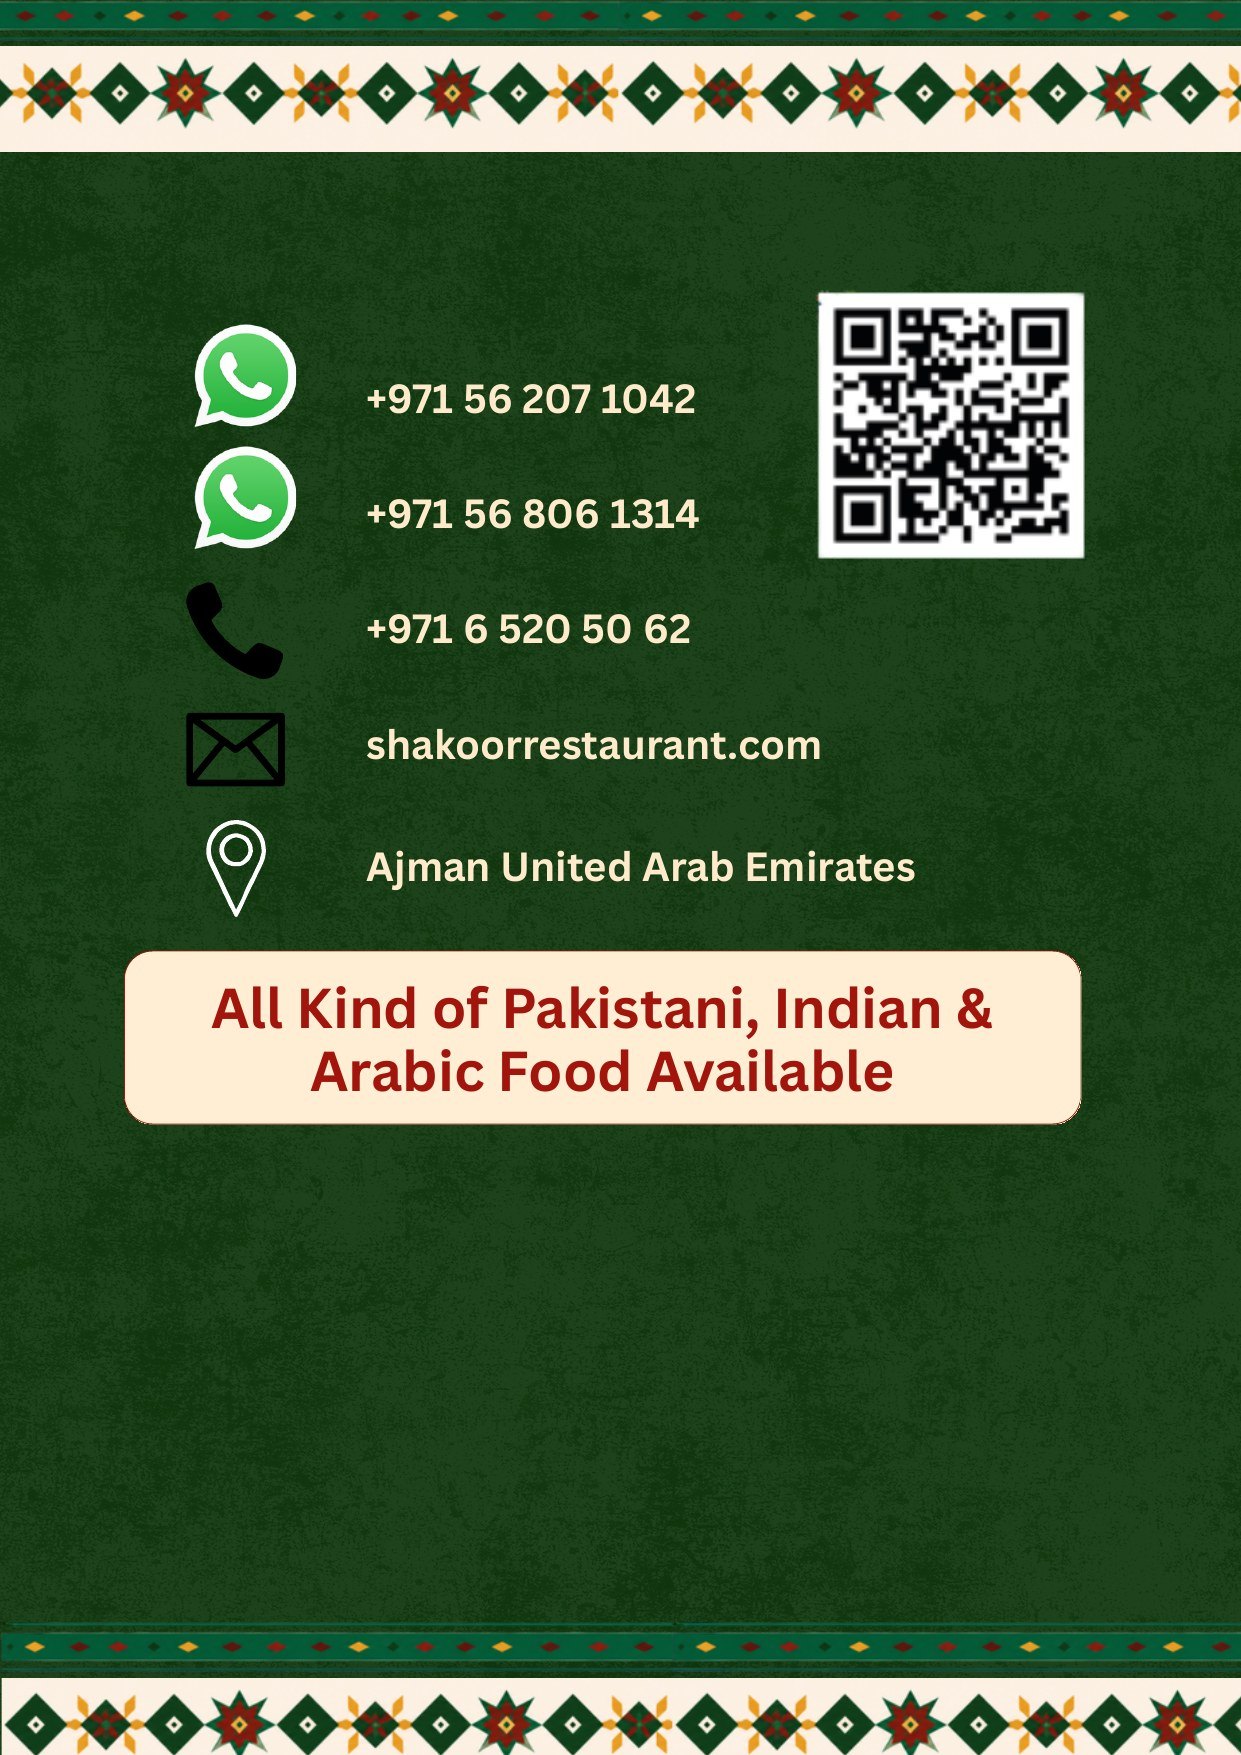 +971 56 207 1042
+971 56 806 1314
+971 6 520 50 62
shakoorrestaurant.com
Ajman United Arab Emirates
All Kind of Pakistani, Indian &
Arabic Food Available